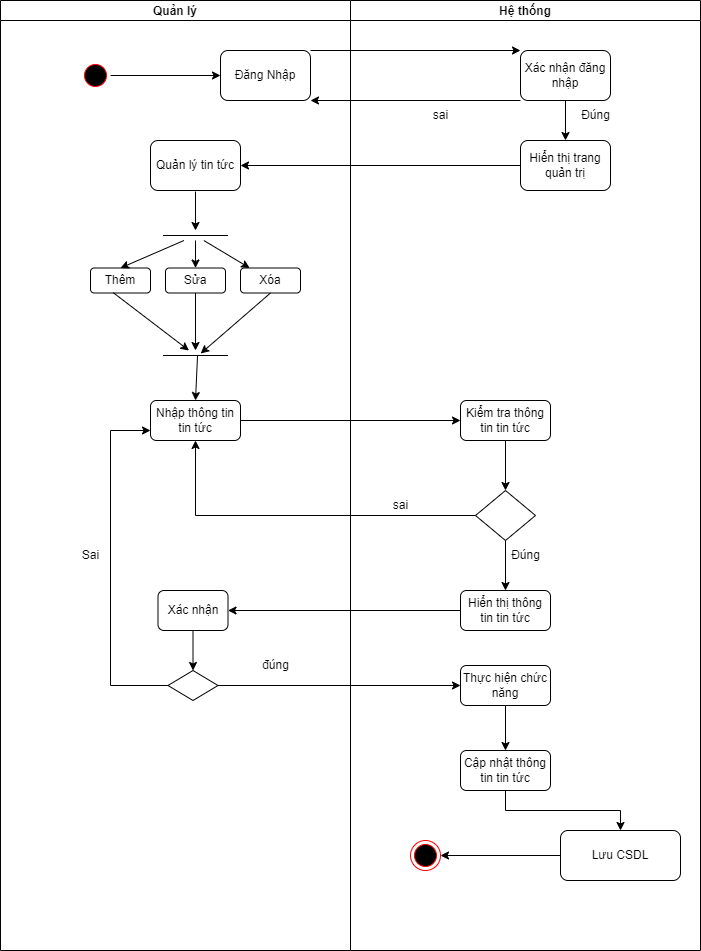 Quản lý
Hệ thống
Đăng Nhập
Xác nhận đăng
nhập
sai
Đúng
Quản lý tin tức
Hiển thị trang
quản trị
Thêm
Sửa
Xóa
Nhập thông tin
tin tức
Kiểm tra thông
tin tin tức
sai
Sai
Đúng
Xác nhận
Hiển thị thông
tin tin tức
đúng
Thực hiện chức
năng
Cập nhật thông
tin tin tức
Lưu CSDL